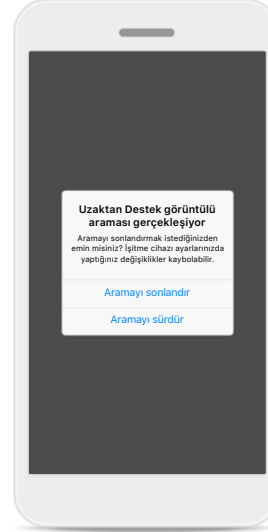 Uzaktan Destek görüntülü
araması gerçekleşiyor
Aramayı sonlandırmak istediğinizden
emin misiniz? İşitme cihazı ayarlarınızda
yaptığınız değişiklikler kaybolabilir.
Aramayı sonlandır
Aramayı sürdür